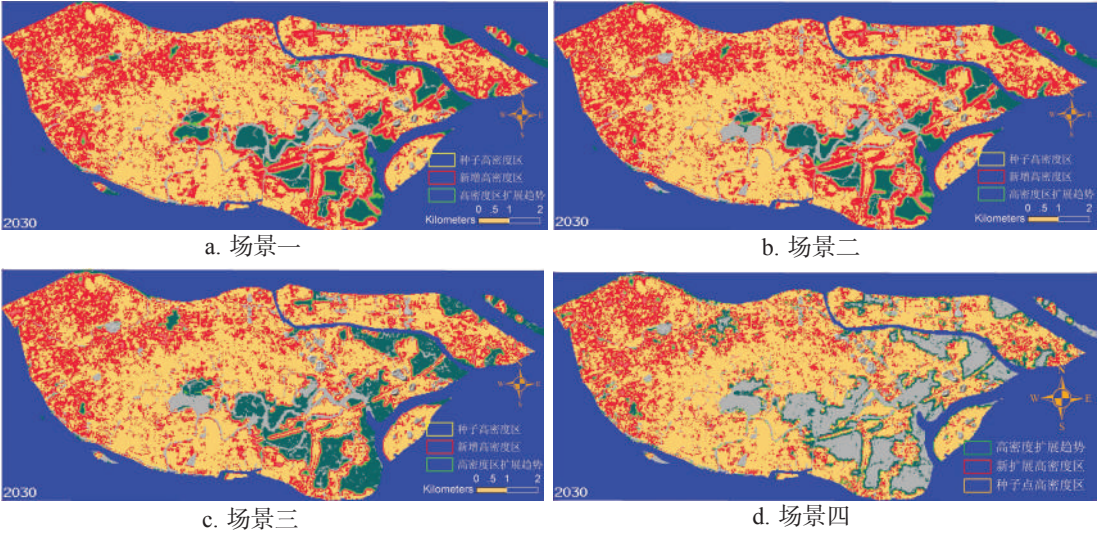 W E
S
种子高密度区
新增高密度区
高密度区扩展趋势
0 .5 1 2
Kilometers
2030
a. 场景一
W E
S
种子高密度区
新增高密度区
高密度区扩展趋势
0 .5 1 2
Kilometers
2030
b. 场景二
W E
S
种子高密度区
新增高密度区
高密度区扩展趋势
0 .5 1 2
Kilometers
2030
c. 场景三
N
W E
S
高密度扩展趋势
新扩展高密度区
种子点高密度区
2030
d. 场景四